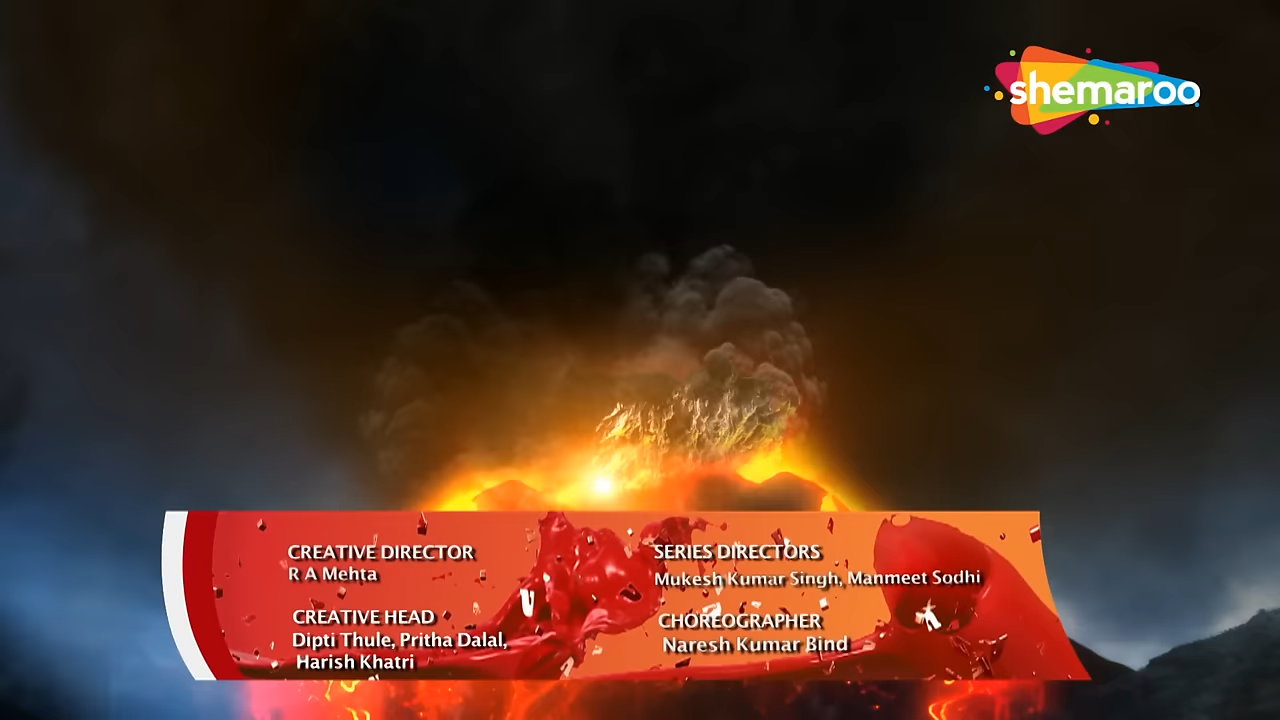 shemaroo
CREATIVE DIRECTOR
R A Mehta
CREATIVE HEAD
Dipti Thule, Pritha Dalal,
Harish Khatri
SERIES DIRECTORS
Mukesh Kumar Singh, Manmeet Sodhi
CHOREOGRAPHER
Naresh Kumar Bind